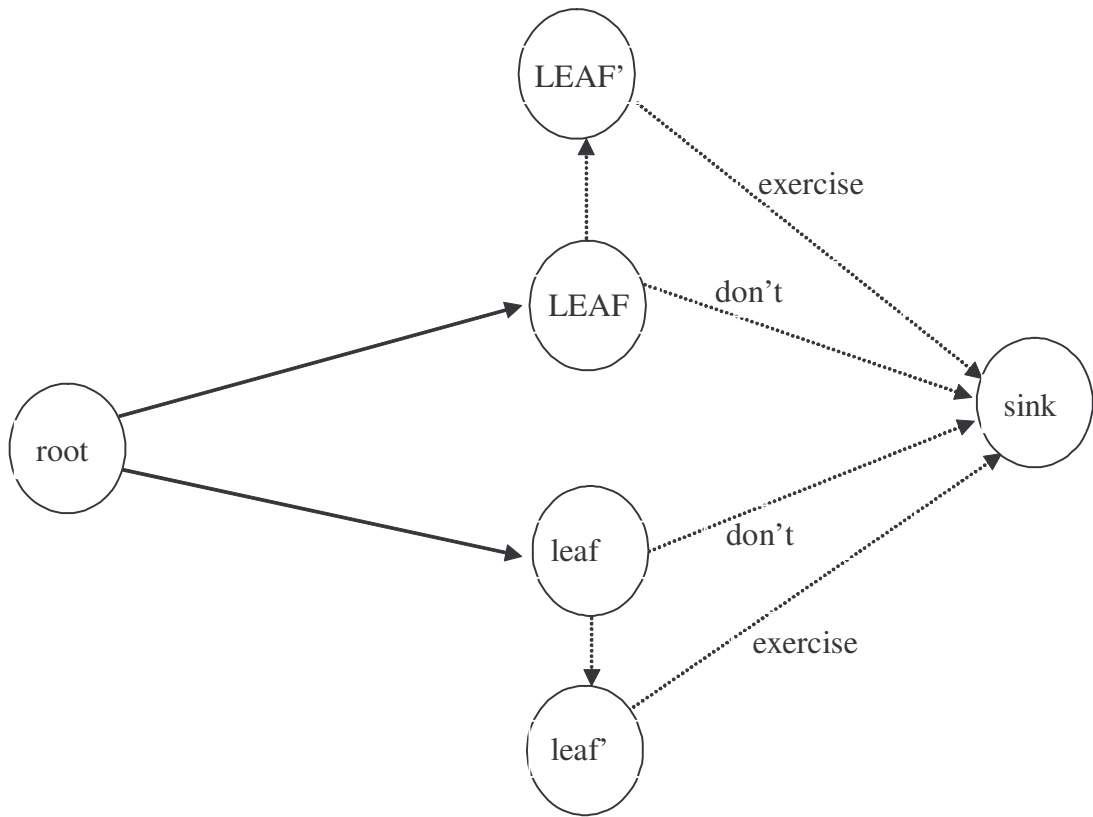 LEAF’
exercise
LEAF
don’t
sink
root
leaf
don’t
exercise
leaf’